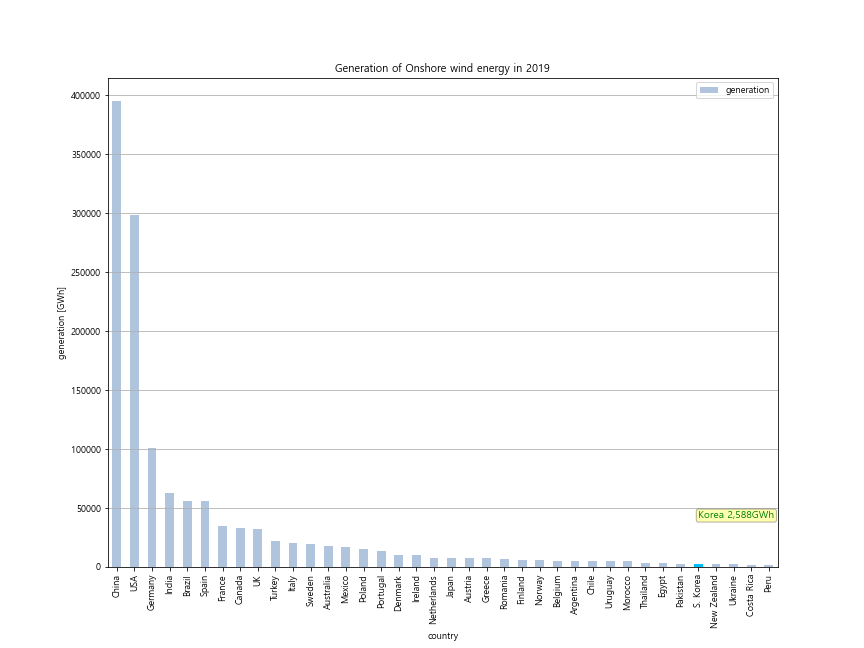 Generation of Onshore wind energy in 2019
generation
400000
350000
300000
250000
200000
150000
100000
50000
0
generation [GWh]
Korea 2,588GWh
China
USA
Germany
India
Brazil
Spain
France
Canada
UK
Turkey
Italy
Sweden
Australia
Mexico
Poland
Portugal
Denmark
Ireland
Netherlands
Japan
Austria
Greece
Romania
Finland
Norway
Belgium
Argentina
Chile
Uruguay
Morocco
Thailand
Egypt
Pakistan
S. Korea
New Zealand
Ukraine
Costa Rica
Peru
country